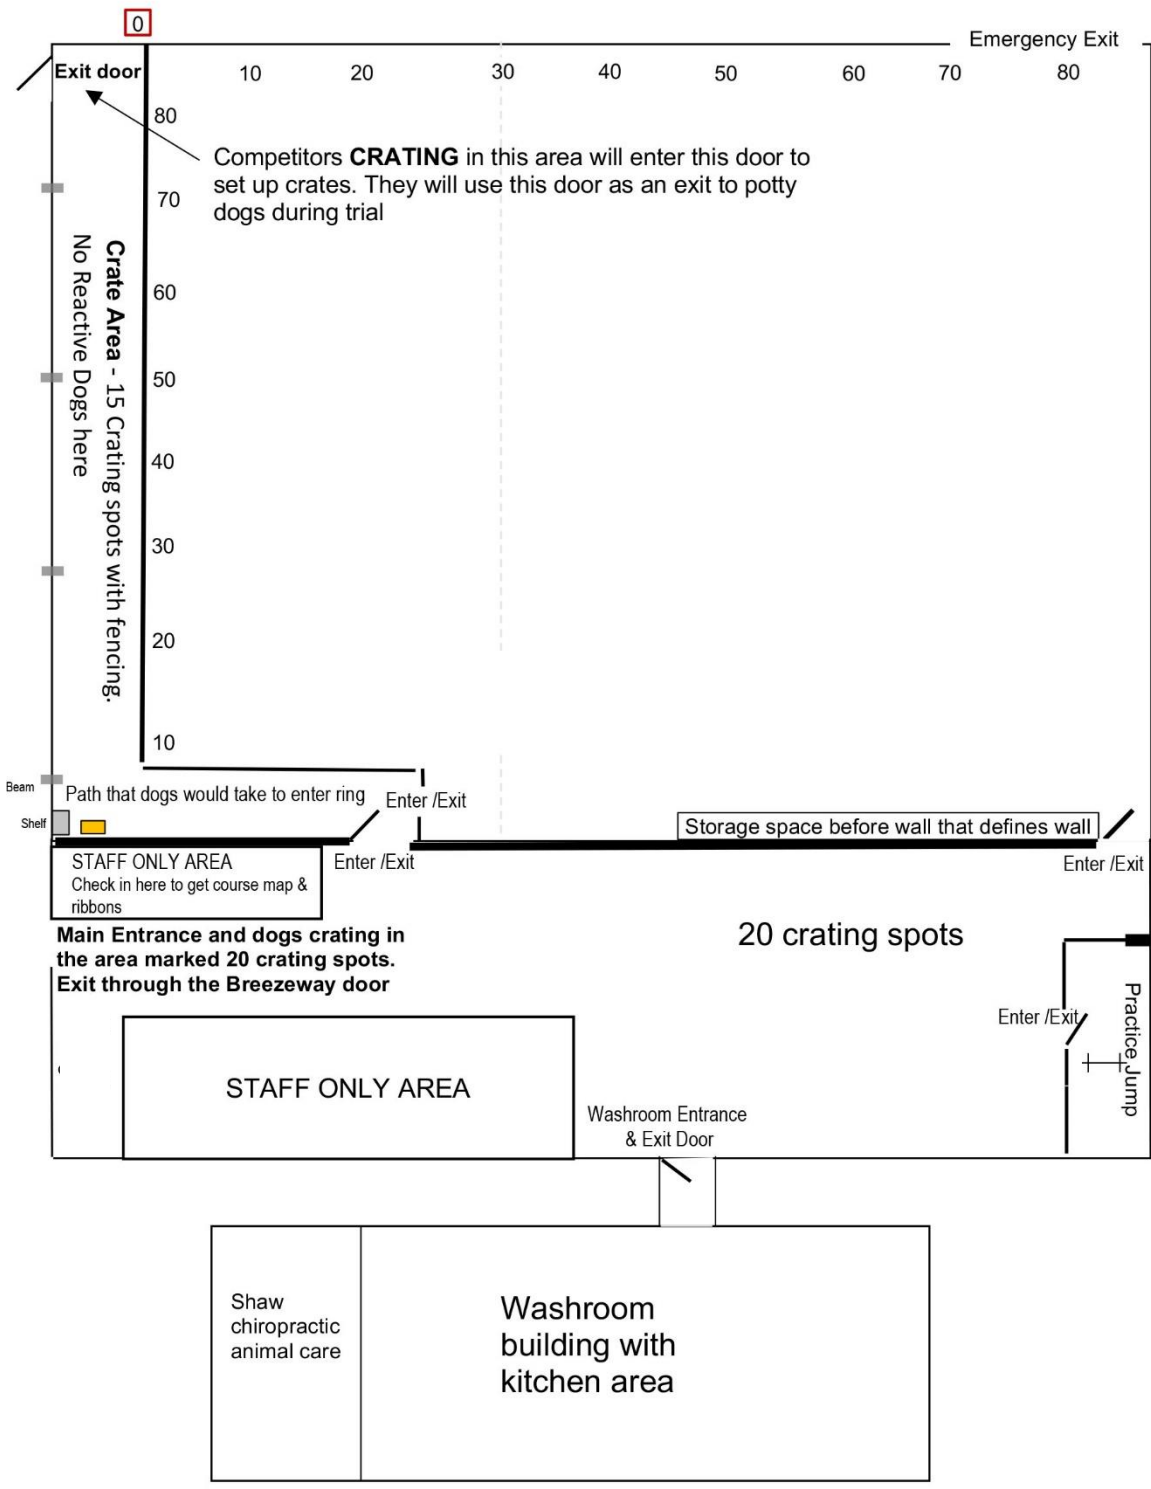 0
Emergency Exit
Exit door
10 20 30 40 50 60 70 80
80
Competitors CRATING in this area will enter this door to
set up crates. They will use this door as an exit to potty
dogs during trial
70
60
50
40
30
20
10
Crate Area - 15 Crating spots with fencing.
No Reactive Dogs here
Beam
Path that dogs would take to enter ring
Enter /Exit
Shelf
Storage space before wall that defines wall
STAFF ONLY AREA
Check in here to get course map &
ribbons
Enter /Exit
Enter /Exit
Main Entrance and dogs crating in
the area marked 20 crating spots.
Exit through the Breezeway door
20 crating spots
Enter /Exit
Practice Jump
STAFF ONLY AREA
Washroom Entrance
& Exit Door
Shaw
chiropractic
animal care
Washroom
building with
kitchen area